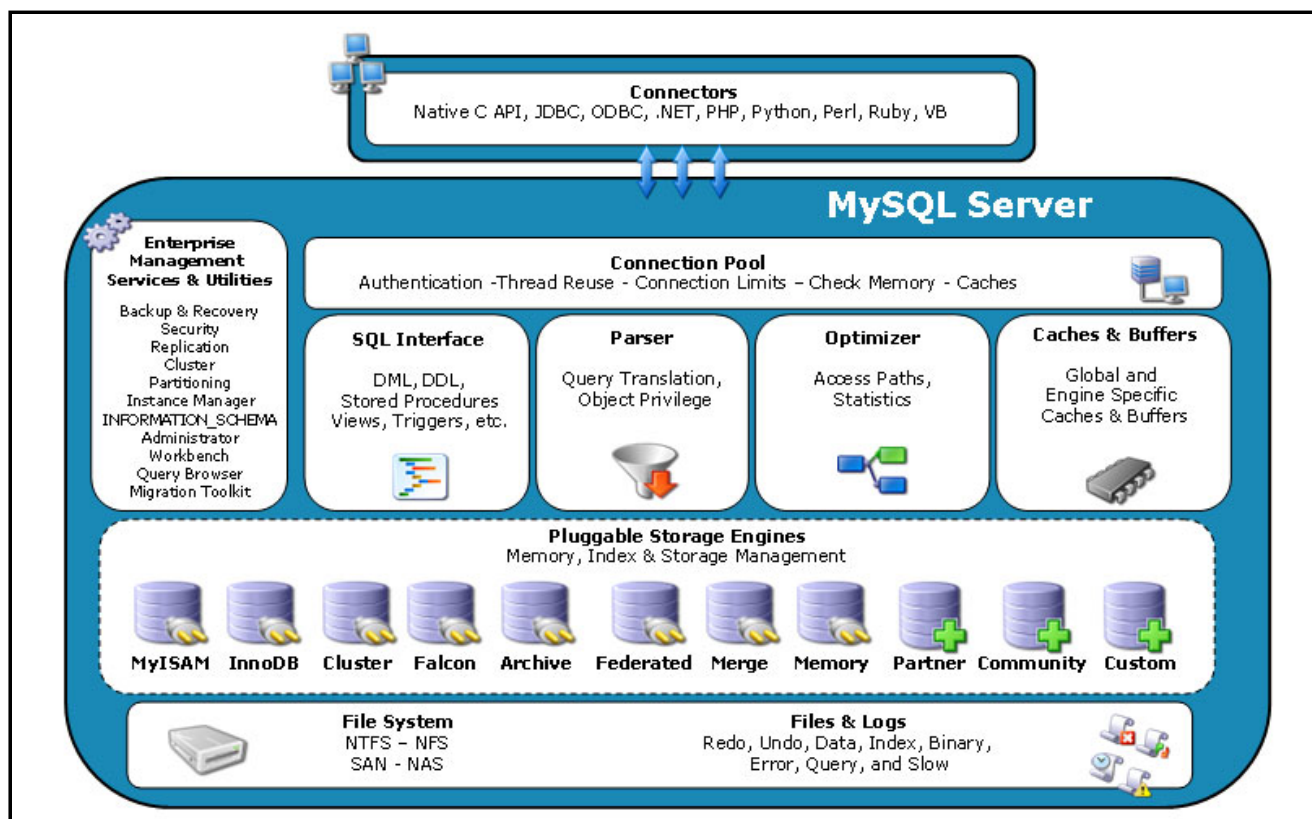 Connectors
Native C API, JDBC, ODBC, .NET, PHP, Python, Perl, Ruby, VB
MySQL Server
Enterprise
Management
Services & Utilities
Backup & Recovery
Security
Replication
Cluster
Partitioning
Instance Manager
INFORMATION_SCHEMA
Administrator
Workbench
Query Browser
Migration Toolkit
Connection Pool
Authentication -Thread Reuse - Connection Limits – Check Memory - Caches
SQL Interface
DML, DDL,
Stored Procedures
Views, Triggers, etc.
Parser
Query Translation,
Object Privilege
Optimizer
Access Paths,
Statistics
Caches & Buffers
Global and
Engine Specific
Caches & Buffers
Pluggable Storage Engines
Memory, Index & Storage Management
MyISAM
InnoDB
Cluster
Falcon
Archive
Federated
Merge
Memory
Partner
Community
Custom
File System
NTFS – NFS
SAN - NAS
Files & Logs
Redo, Undo, Data, Index, Binary,
Error, Query, and Slow